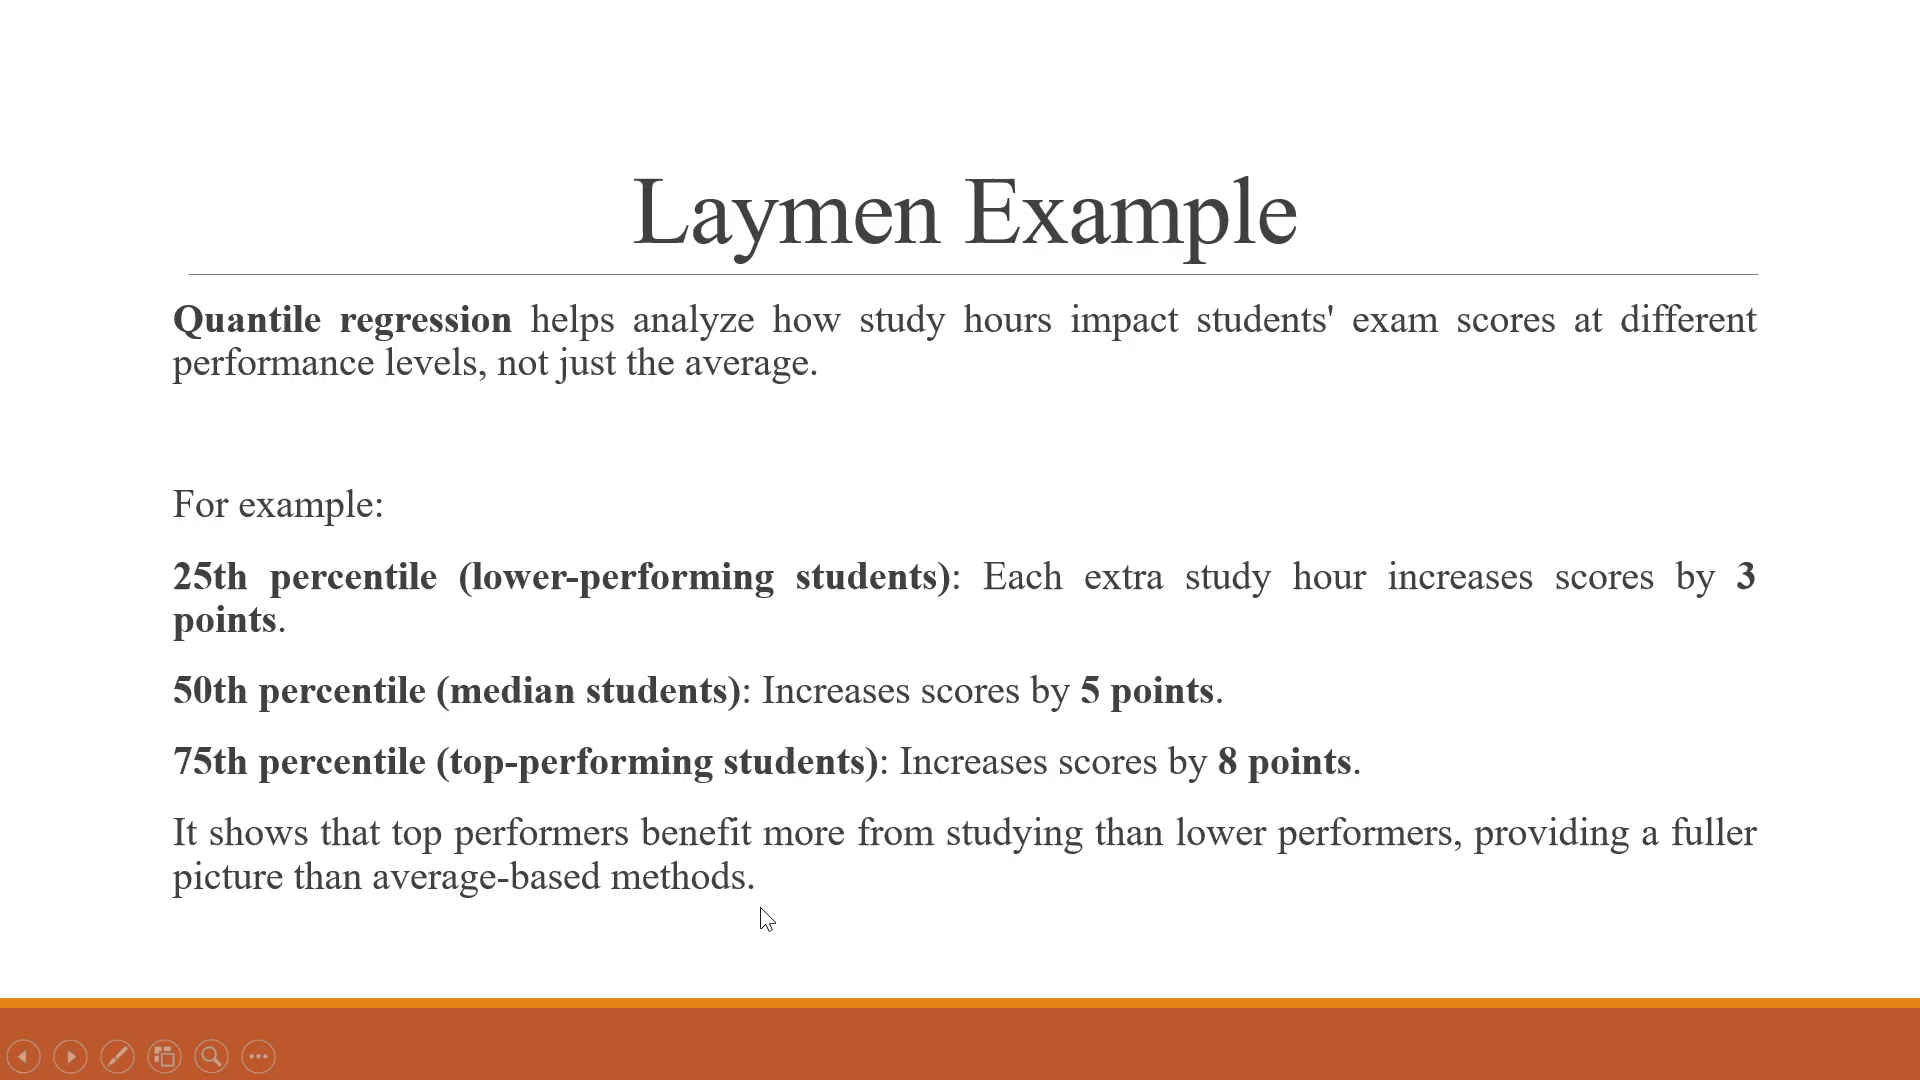 Laymen Example
Quantile regression helps analyze how study hours impact students' exam scores at different
performance levels, not just the average.
For example:
25th percentile (lower-performing students): Each extra study hour increases scores by 3
points.
50th percentile (median students): Increases scores by 5 points.
75th percentile (top-performing students): Increases scores by 8 points.
It shows that top performers benefit more from studying than lower performers, providing a fuller
picture than average-based methods.